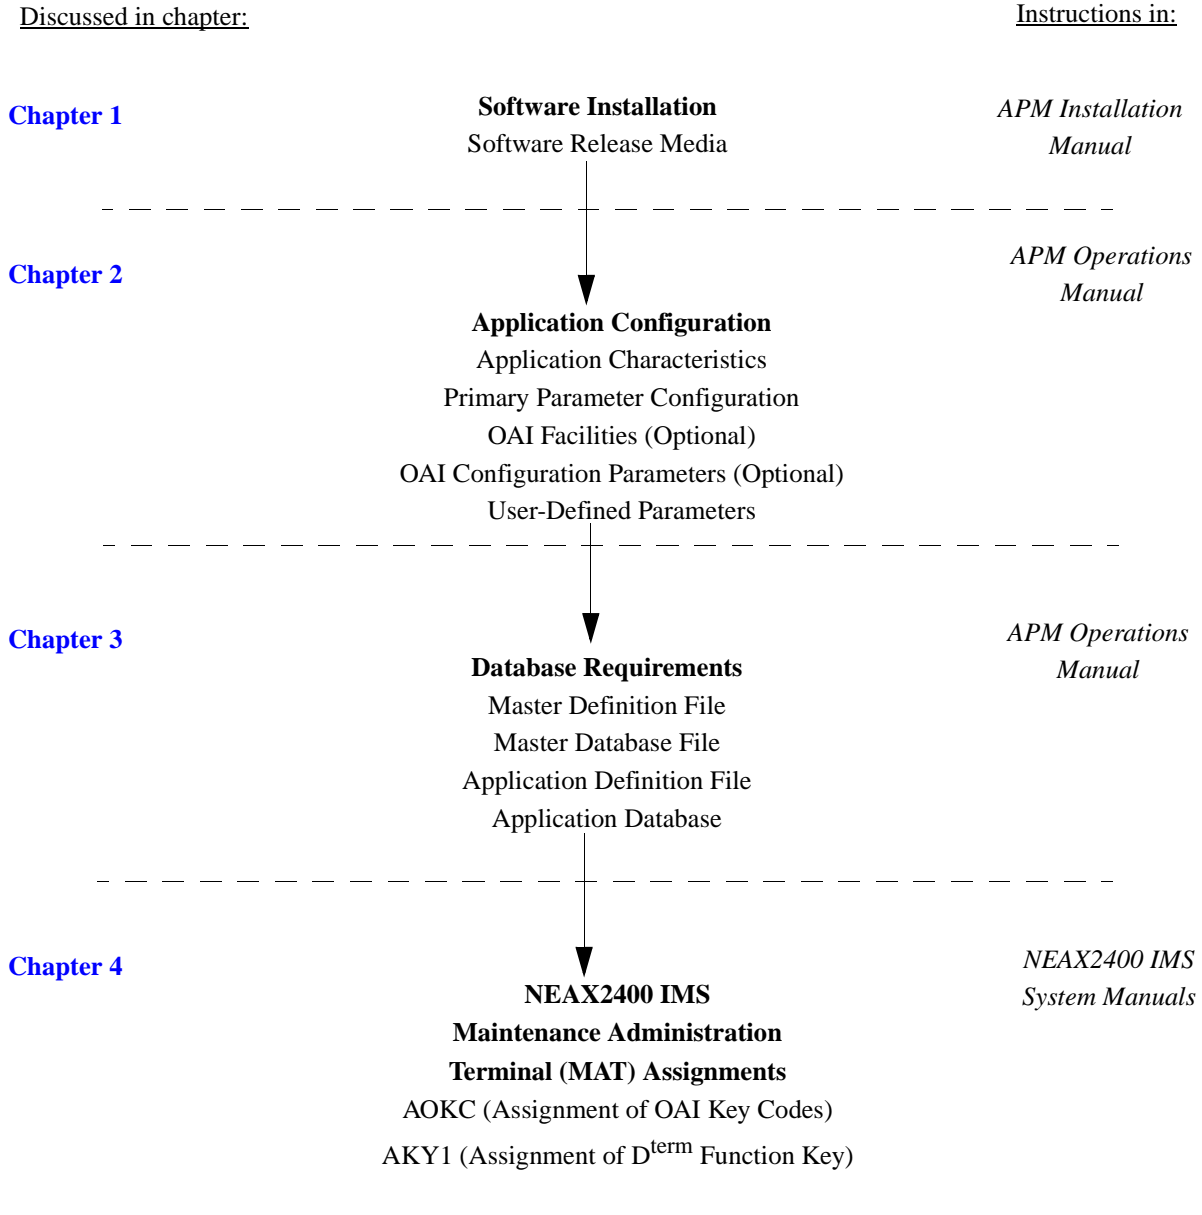 Discussed in chapter:
Instructions in:
Chapter 1
Software Installation
Software Release Media
APM Installation
Manual
Chapter 2
APM Operations
Manual
Application Configuration
Application Characteristics
Primary Parameter Configuration
OAI Facilities (Optional)
OAI Configuration Parameters (Optional)
User-Defined Parameters
Chapter 3
APM Operations
Manual
Database Requirements
Master Definition File
Master Database File
Application Definition File
Application Database
Chapter 4
NEAX2400 IMS
System Manuals
NEAX2400 IMS
Maintenance Administration
Terminal (MAT) Assignments
AOKC (Assignment of OAI Key Codes)
AKY1 (Assignment of Dterm Function Key)